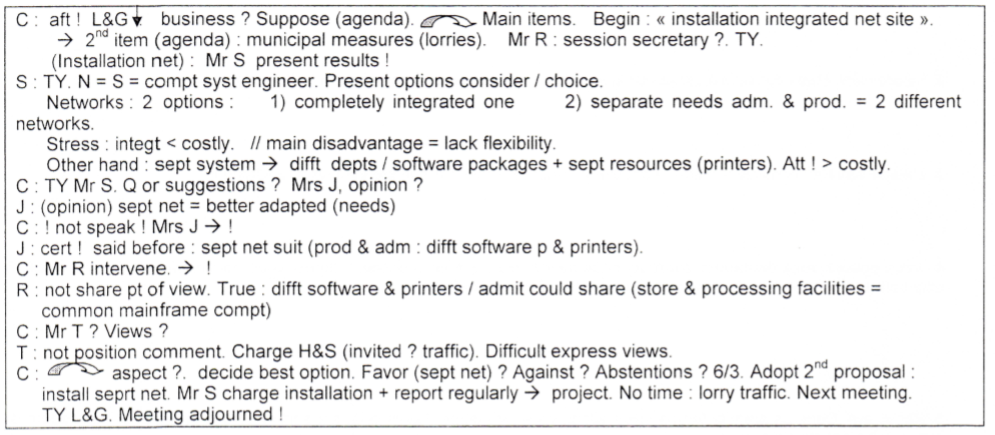 C : aft ! L&G business ? Suppose (agenda). Main items. Begin : « installation integrated net site ».
→ 2nd item (agenda) : municipal measures (lorries). Mr R : session secretary ?. TY.
(Installation net) : Mr S present results !
S : TY. N = S = compt syst engineer. Present options consider / choice.
Networks : 2 options : 1) completely integrated one 2) separate needs adm. & prod. = 2 different
networks.
Stress : integt < costly. // main disadvantage = lack flexibility.
Other hand : sept system → difft depts / software packages + sept resources (printers). Att ! > costly.
C : TY Mr S. Q or suggestions ? Mrs J, opinion ?
J : (opinion) sept net = better adapted (needs)
C : ! not speak ! Mrs J → !
J : cert ! said before : sept net suit (prod & adm : difft software p & printers).
C : Mr R intervene. → !
R : not share pt of view. True : difft software & printers / admit could share (store & processing facilities =
common mainframe compt)
C : Mr T ? Views ?
T : not position comment. Charge H&S (invited ? traffic). Difficult express views.
C : aspect ?. decide best option. Favor (sept net) ? Against ? Abstentions ? 6/3. Adopt 2nd proposal :
install seprt net. Mr S charge installation + report regularly → project. No time : lorry traffic. Next meeting.
TY L&G. Meeting adjourned !